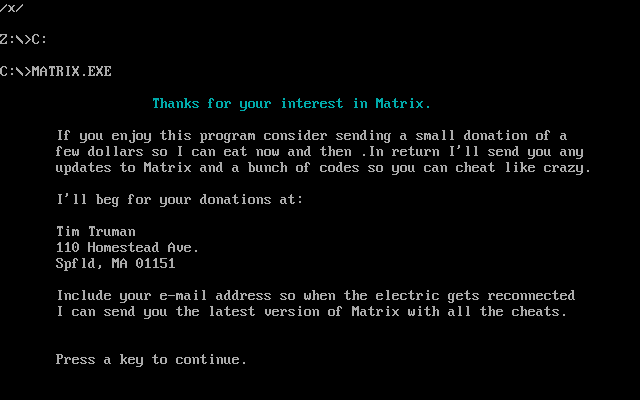 /x/
Z:\>C:
C:\>MATRIX.EXE
Thanks for your interest in Matrix.
If you enjoy this program consider sending a small donation of a
few dollars so I can eat now and then .In return I'll send you any
updates to Matrix and a bunch of codes so you can cheat like crazy.
I'll beg for your donations at:
Tim Truman
110 Homestead Ave.
Spfld, MA 01151
Include your e-mail address so when the electric gets reconnected
I can send you the latest version of Matrix with all the cheats.
Press a key to continue.